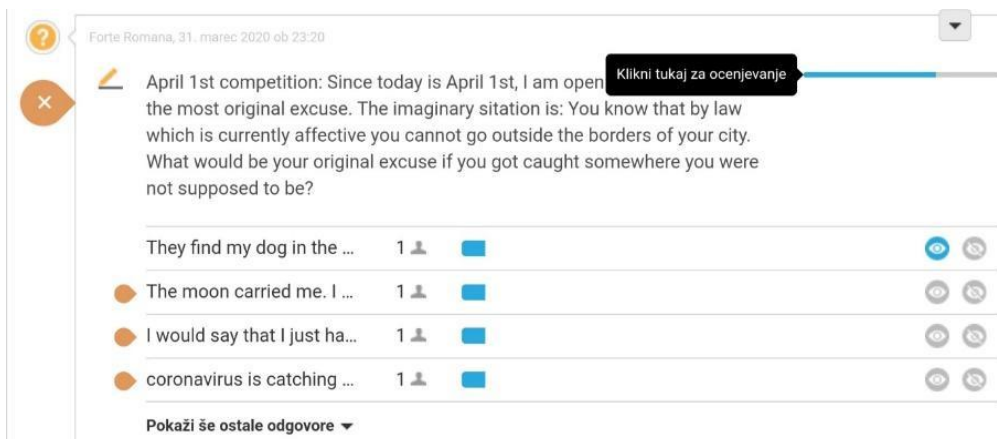 Forte Romana, 31. marec 2020 ob 23:20
April 1st competition: Since today is April 1st, I am open
Klikni tukaj za ocenjevanje
the most original excuse. The imaginary sitation is: You know that by law
which is currently affective you cannot go outside the borders of your city.
What would be your original excuse if you got caught somewhere you were
not supposed to be?
They find my dog in the ... 1
The moon carried me. I ... 1
I would say that I just ha... 1
coronavirus is catching ... 1
Pokaži še ostale odgovore